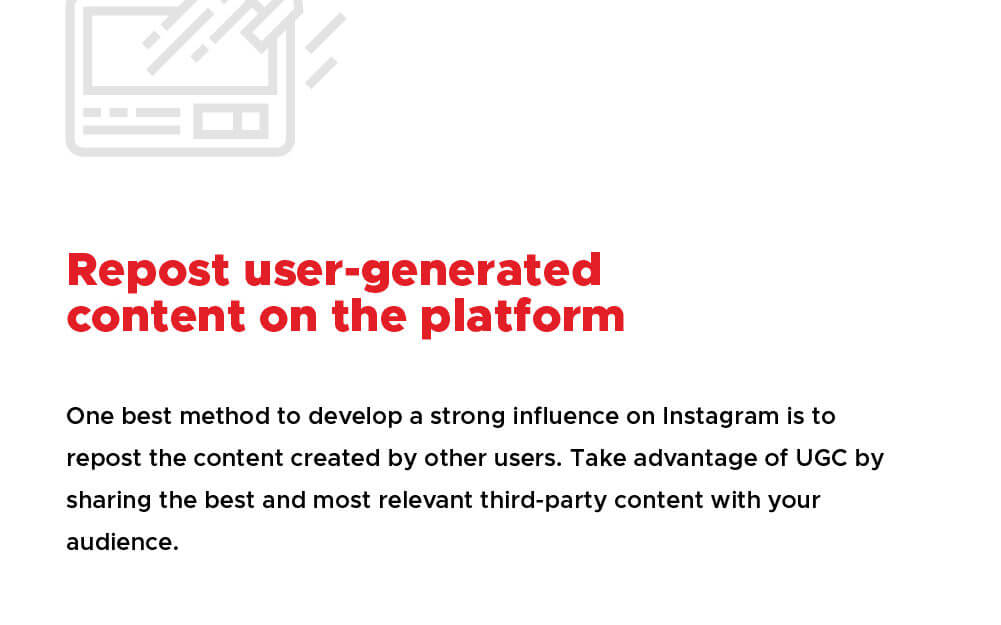 Repost user-generated
content on the platform
One best method to develop a strong influence on Instagram is to
repost the content created by other users. Take advantage of UGC by
sharing the best and most relevant third-party content with your
audience.